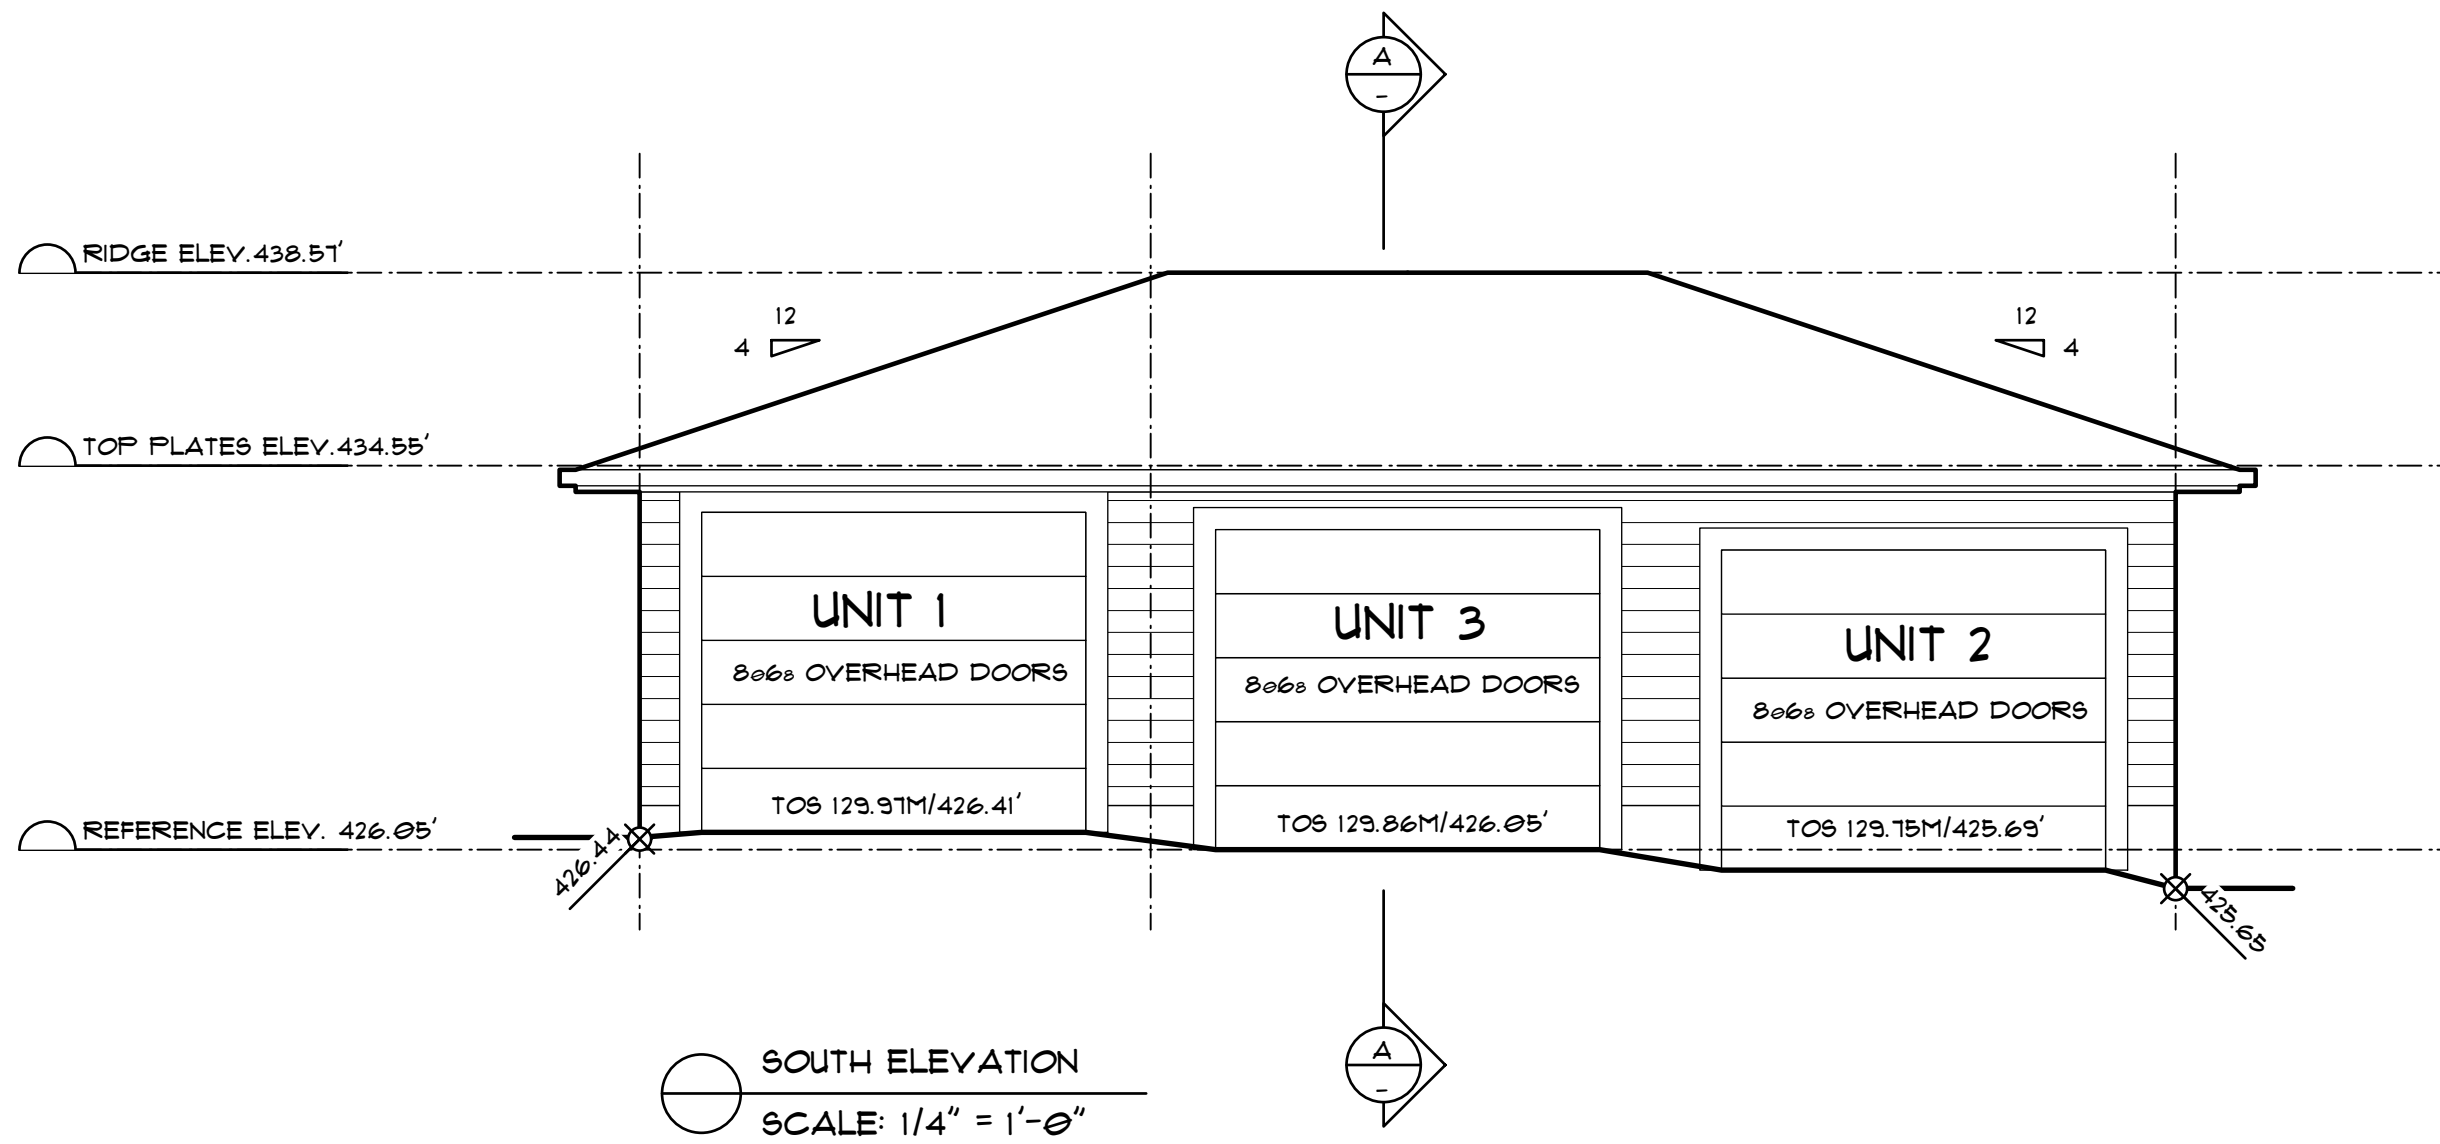 A
-
RIDGE ELEV.438.57'
12
4
12
4
TOP PLATES ELEV.434.55'
UNIT 1
UNIT 3
UNIT 2
8068 OVERHEAD DOORS
8068 OVERHEAD DOORS
8068 OVERHEAD DOORS
TOS 129.97M/426.41'
TOS 129.86M/426.05'
TOS 129.75M/425.69'
REFERENCE ELEV. 426.05'
426.44
425.65
A
-
SOUTH ELEVATION
SCALE: 1/4" = 1'-0"